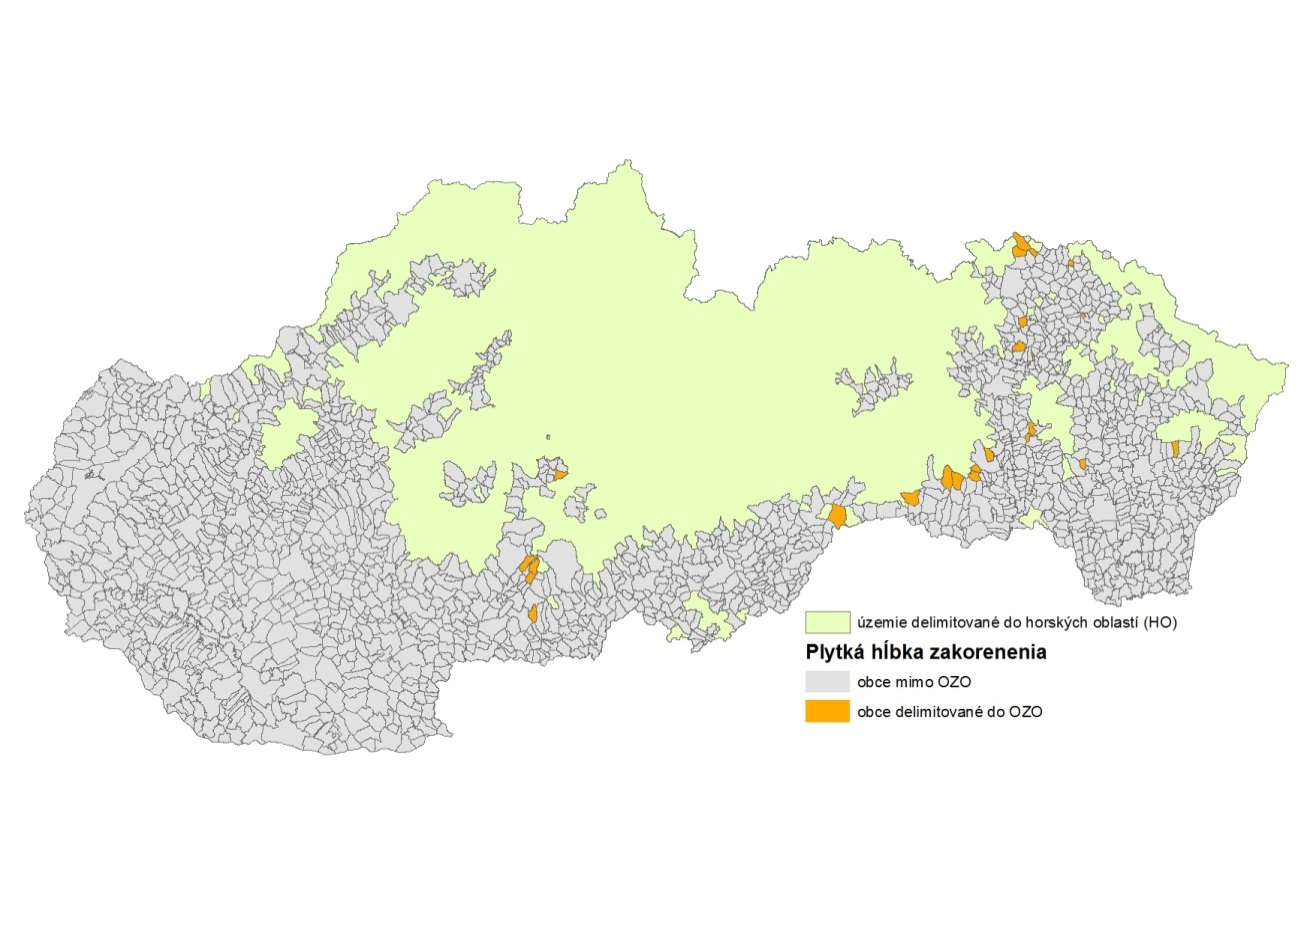 územie delimitované do horských oblastí (HO)
Plytká hĺbka zakorenenia
obce mimo OZO
obce delimitované do OZO